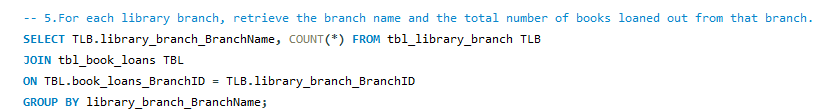 -- 5.For each library branch, retrieve the branch name and the total number of books loaned out from that branch.
SELECT TLB.library_branch_BranchName, COUNT(*) FROM tbl_library_branch TLB
JOIN tbl_book_loans TBL
ON TBL.book_loans_BranchID = TLB.library_branch_BranchID
GROUP BY library_branch_BranchName;